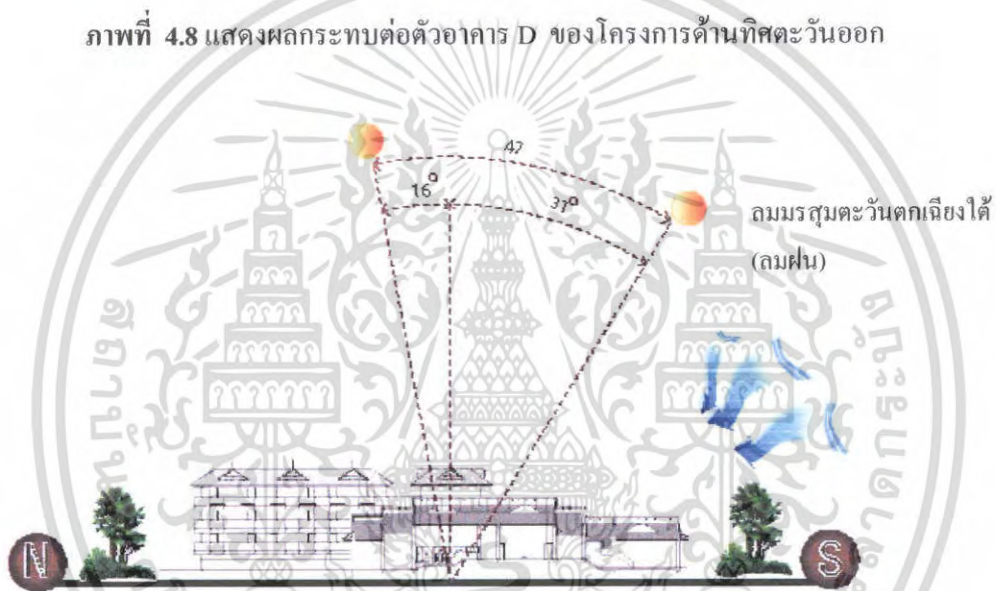 ภาพที่ 4.8 แสดงผลกระทบต่อตัวอาคาร D ของโครงการด้านทิศตะวันออก
47
16°
31°
ลมมรสุมตะวันตกเฉียงใต้
(ลมฝน)
N
S